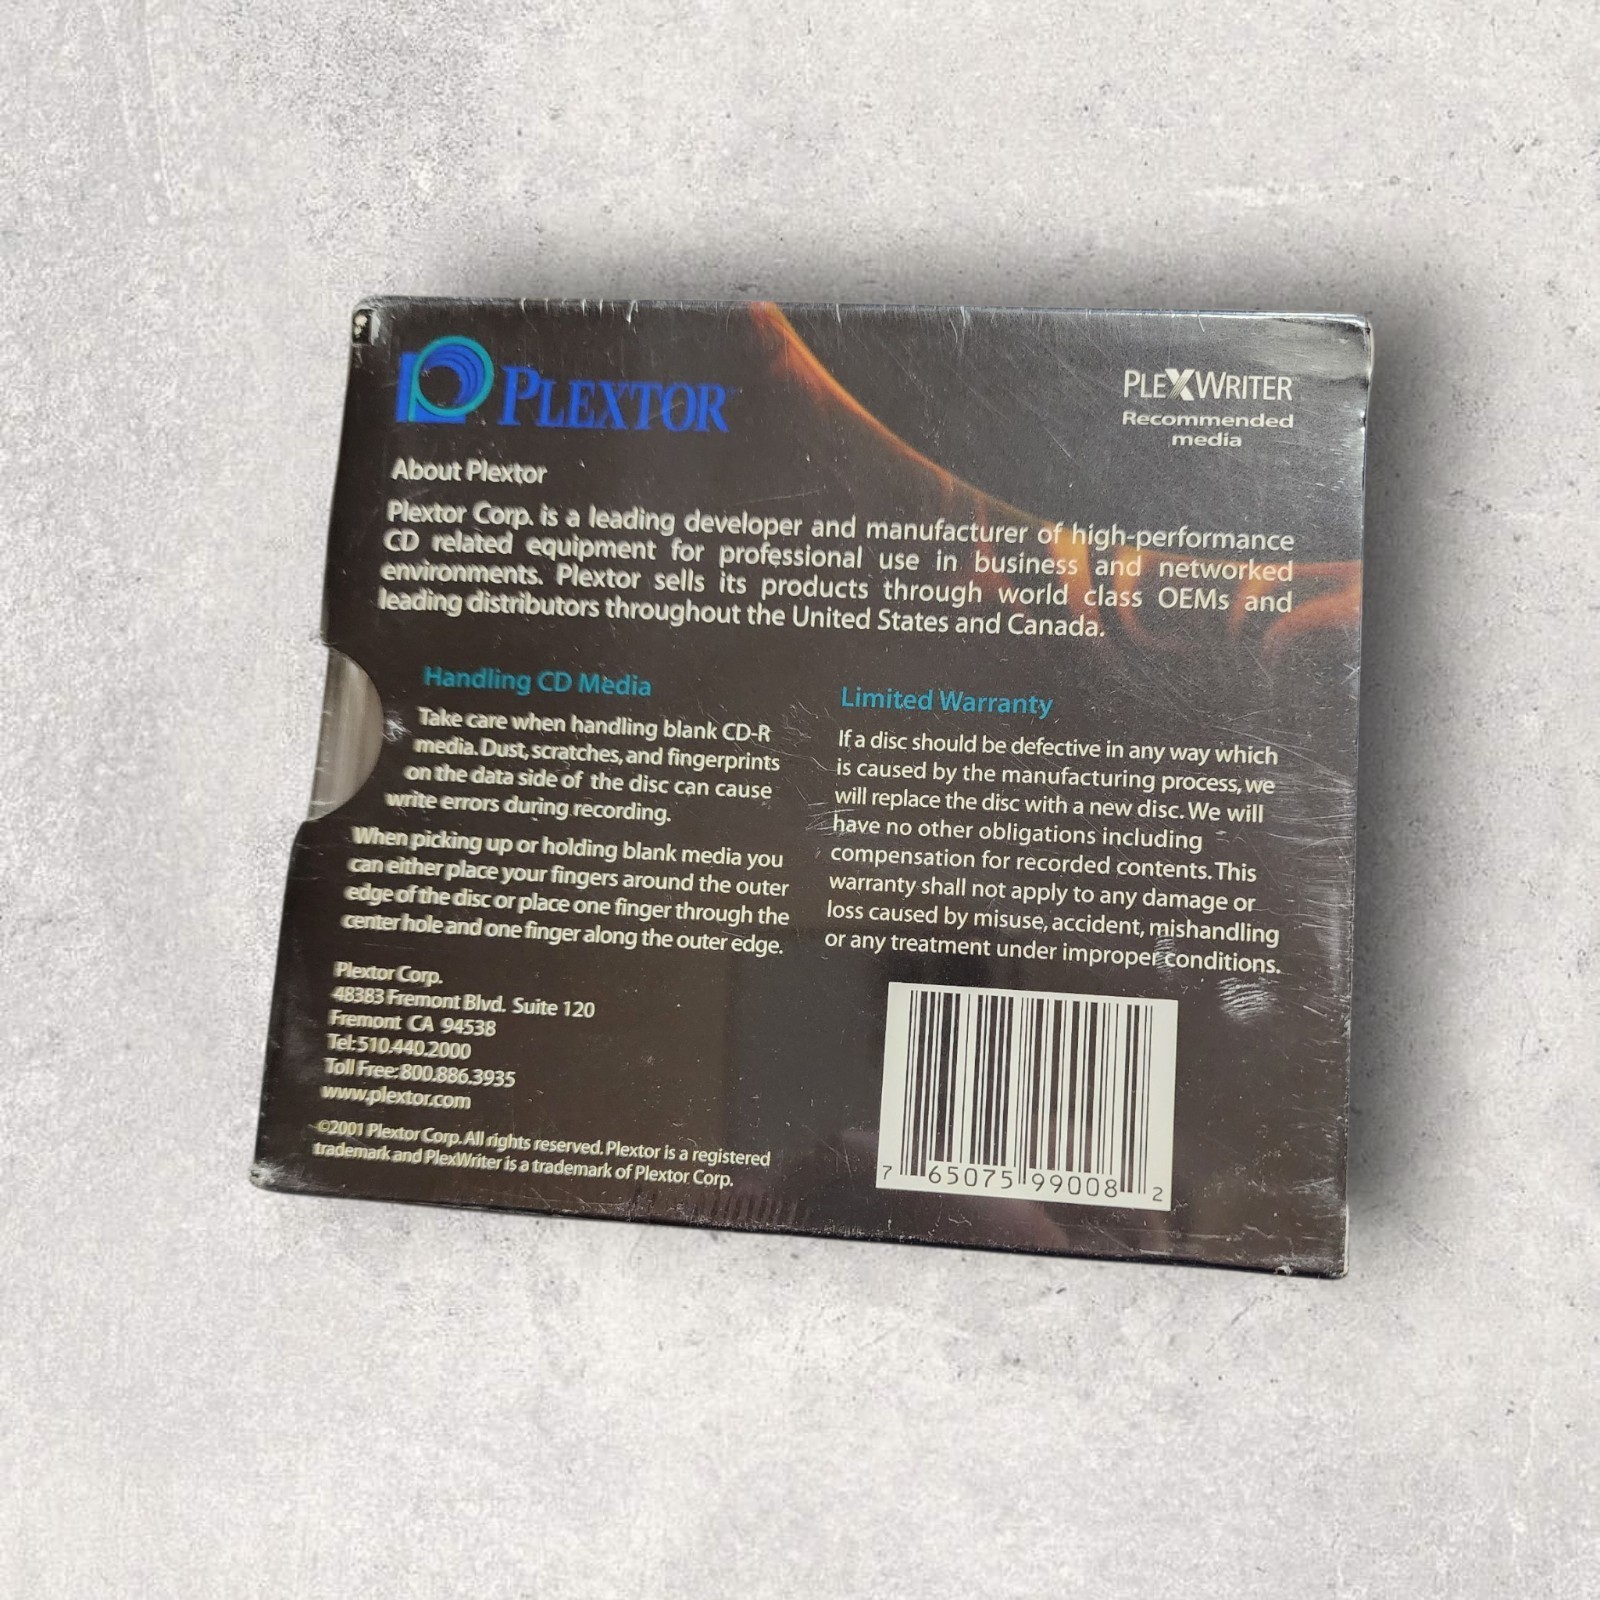 PLEXTOR
PLEXWRITER
Recommended
media
About Plextor
Plextor Corp. is a leading developer and manufacturer of high-performance
CD related equipment for professional use in business and networked
environments. Plextor sells its products through world class OEMs and
leading distributors throughout the United States and Canada.
Handling CD Media
Take care when handling blank CD-R
media. Dust, scratches, and fingerprints
on the data side of the disc can cause
write errors during recording.
When picking up or holding blank media you
can either place your fingers around the outer
edge of the disc or place one finger through the
center hole and one finger along the outer edge.
Limited Warranty
If a disc should be defective in any way which
is caused by the manufacturing process, we
will replace the disc with a new disc. We will
have no other obligations including
compensation for recorded contents. This
warranty shall not apply to any damage or
loss caused by misuse, accident, mishandling
or any treatment under improper conditions.
Plextor Corp.
48383 Fremont Blvd. Suite 120
Fremont CA 94538
Tel: 510.440.2000
Toll Free: 800.886.3935
www.plextor.com
©2001 Plextor Corp. All rights reserved. Plextor is a registered
trademark and PlexWriter is a trademark of Plextor Corp.
7 65075 99008 2